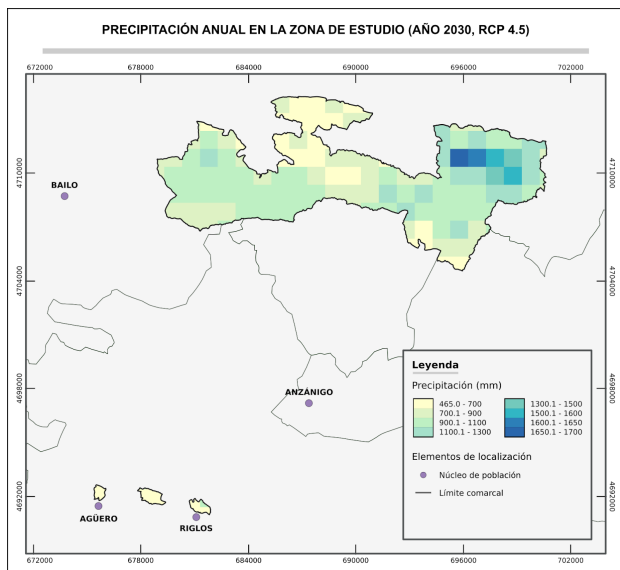 PRECIPITACIÓN ANUAL EN LA ZONA DE ESTUDIO (AÑO 2030, RCP 4.5)
672000 678000 684000 690000 696000 702000
4710000 4710000
BAILO
4704000 4704000
Leyenda
Precipitación (mm)
465.0 - 700 1300.1 - 1500
700.1 - 900 1500.1 - 1600
900.1 - 1100 1600.1 - 1650
1100.1 - 1300 1650.1 - 1700
4698000 4698000
ANZÁNIGO
Elementos de localización
Núcleo de población
Límite comarcal
4692000 4692000
AGÜERO
RIGLOS
672000 678000 684000 690000 696000 702000